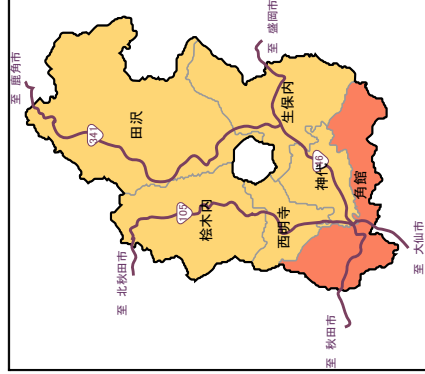 至 鹿角市
至 盛岡市
341
田沢
生保内
105
桧木内
46
神代
西明寺
角館
至 北秋田市
至 秋田市
至 大仙市